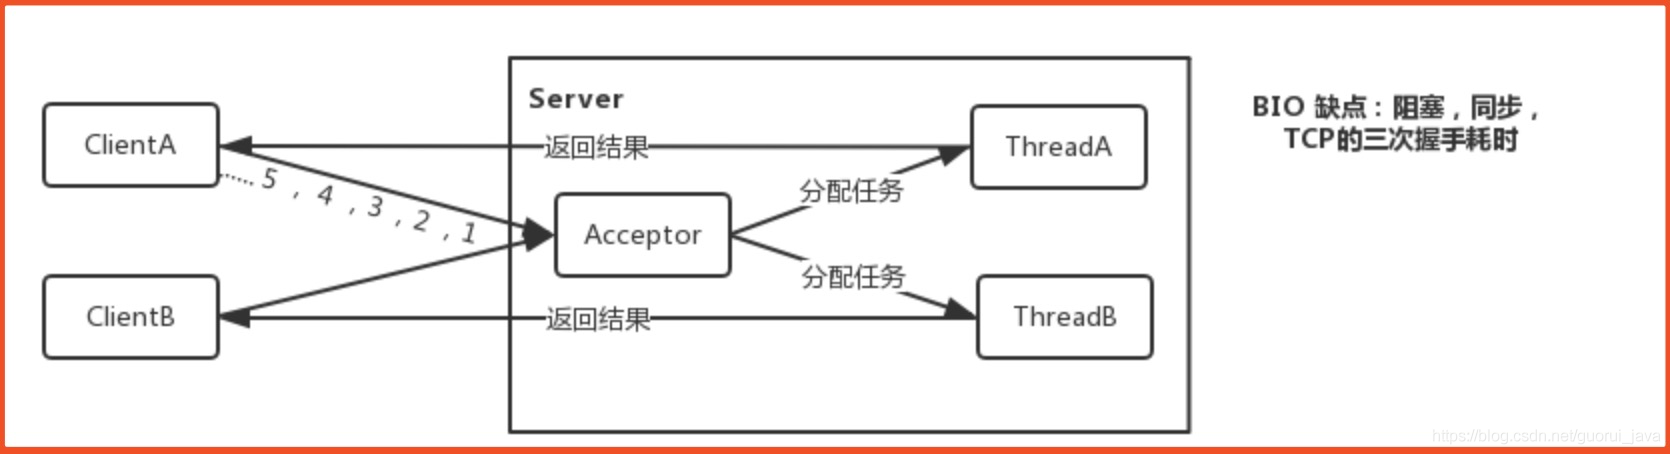 Server
BIO 缺点：阻塞，同步，
TCP的三次握手耗时
ClientA
返回结果
ThreadA
...... 5 ，4 ，3，2，1
分配任务
Acceptor
分配任务
ClientB
返回结果
ThreadB
https://blog.csdn.net/guorui_java